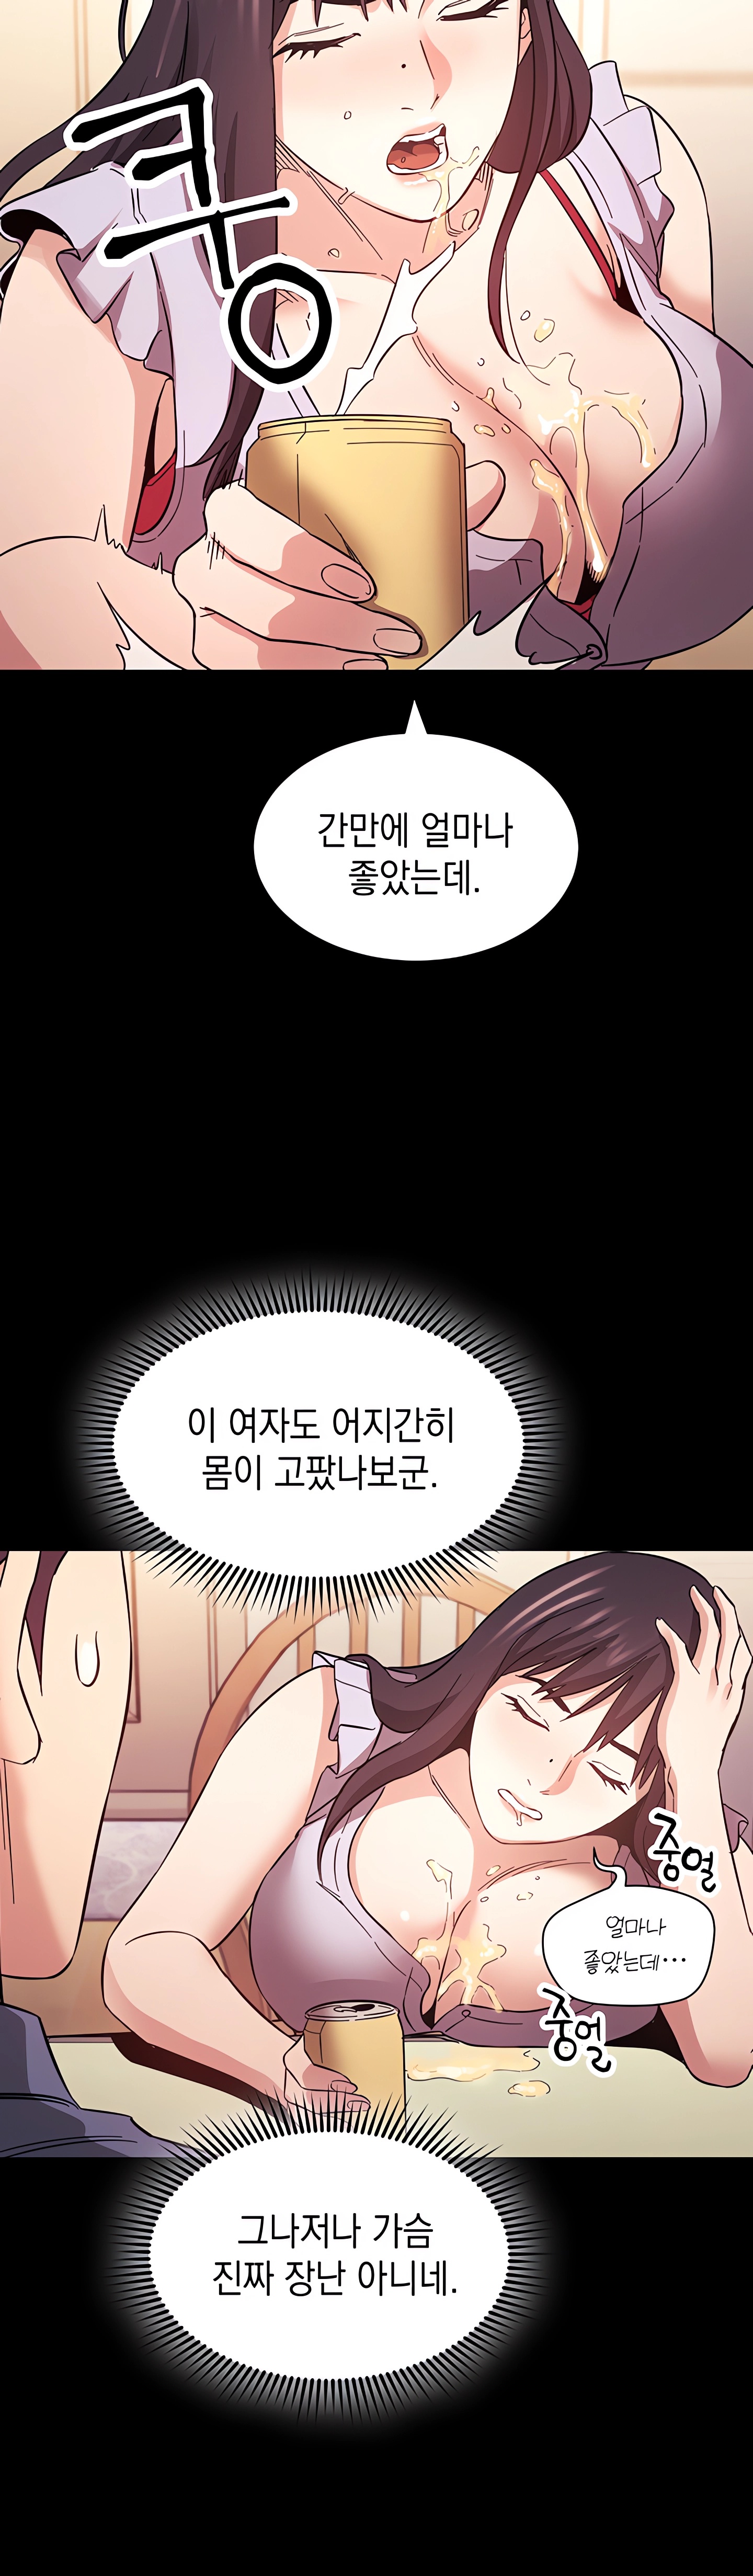 쿵
간만에 얼마나
좋았는데.
이 여자도 어지간히
몸이 고팠나보군.
중얼
얼마나
좋았는데···
중얼
그나저나 가슴
진짜 장난 아니네.